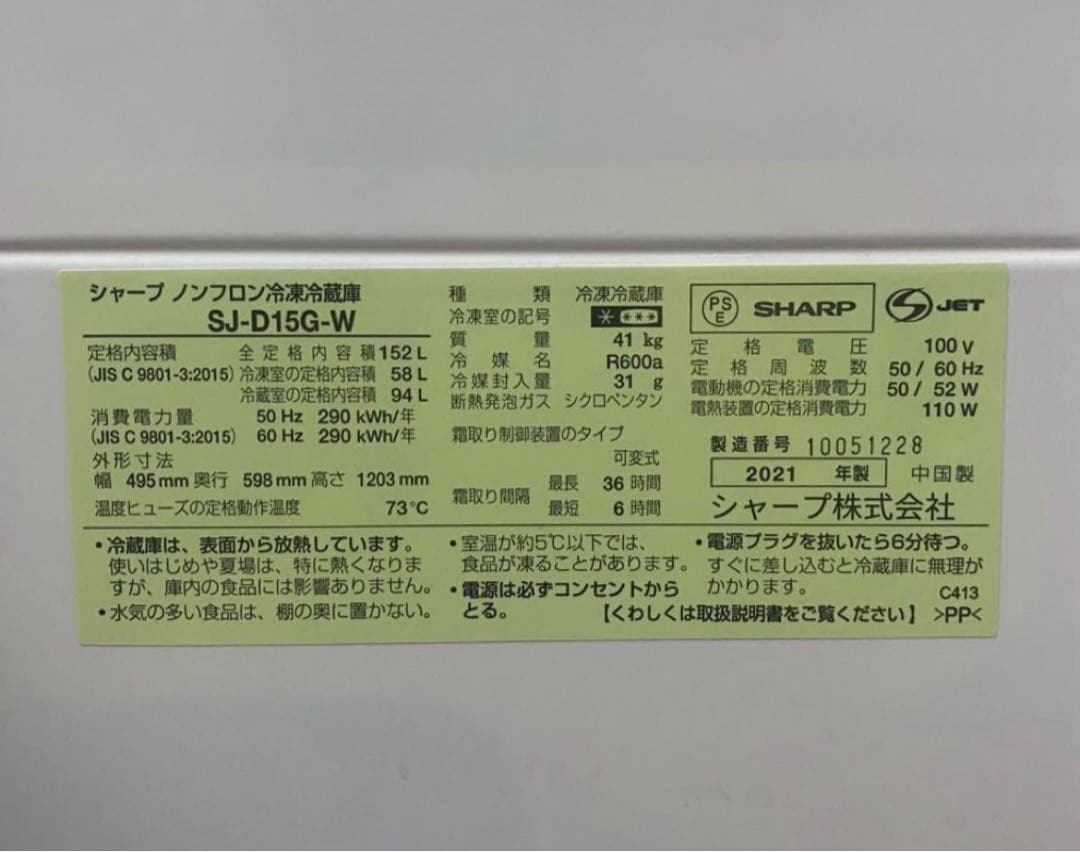 シャープ ノンフロン冷凍冷蔵庫
SJ-D15G-W
定格内容積 全定格内容積 152 L
(JIS C 9801-3:2015) 冷凍室の定格内容積 58 L
冷蔵室の定格内容積 94 L
消費電力量 50 Hz 290 kWh/年
(JIS C 9801-3:2015) 60 Hz 290 kWh/年
外形寸法
幅 495 mm 奥行 598 mm 高さ 1203 mm
温度ヒューズの定格動作温度 73℃
種類 冷凍冷蔵庫
冷凍室の記号
質量 41 kg
冷媒名 R600a
冷媒封入量 31 g
断熱発泡ガス シクロペンタン
霜取り制御装置のタイプ
可変式
霜取り間隔 最長 36 時間
最短 6 時間
PSE SHARP JET
定格電圧 100 V
定格周波数 50 / 60 Hz
電動機の定格消費電力 50 / 52 W
電熱装置の定格消費電力 110 W
製造番号 10051228
2021 年製 中国製
シャープ株式会社
・冷蔵庫は、表面から放熱しています。
使いはじめや夏場は、特に熱くなりま
すが、庫内の食品には影響ありません。
・水気の多い食品は、棚の奥に置かない。
・室温が約5℃以下では、
食品が凍ることがあります。
・電源は必ずコンセントから
とる。
・電源プラグを抜いたら6分待つ。
すぐに差し込むと冷蔵庫に無理が
かかります。
C413
【くわしくは取扱説明書をご覧ください】 >PP<